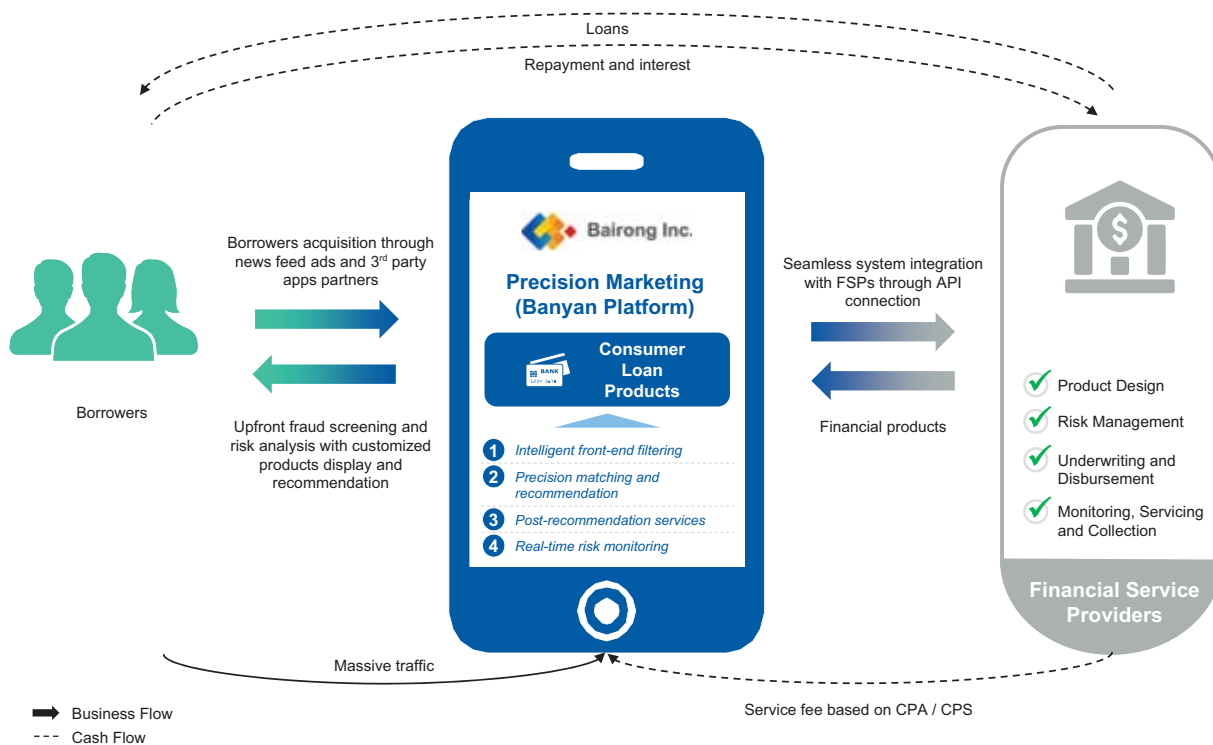 Loans
Repayment and interest
Borrowers acquisition through
news feed ads and 3rd party
apps partners
Borrowers
Upfront fraud screening and
risk analysis with customized
products display and
recommendation
Bairong Inc.
Precision Marketing
(Banyan Platform)
BANK
1234 5678
Consumer
Loan
Products
1 Intelligent front-end filtering
2 Precision matching and
recommendation
3 Post-recommendation services
4 Real-time risk monitoring
Seamless system integration
with FSPs through API
connection
Financial products
$
Product Design
Risk Management
Underwriting and
Disbursement
Monitoring, Servicing
and Collection
Financial Service
Providers
Massive traffic
Service fee based on CPA / CPS
Business Flow
Cash Flow